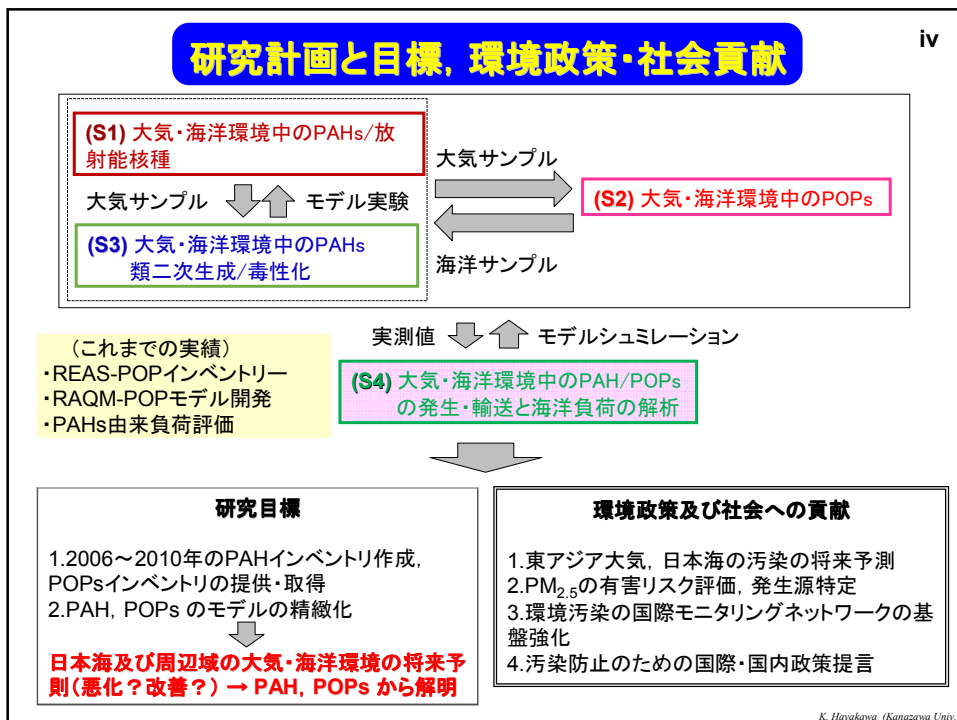 iv
研究計画と目標, 環境政策・社会貢献
(S1) 大気・海洋環境中のPAHs/放
射能核種
大気サンプル
モデル実験
(S3) 大気・海洋環境中のPAHs
類二次生成/毒性化
大気サンプル
海洋サンプル
(S2) 大気・海洋環境中のPOPs
実測値
モデルシュミレーション
(これまでの実績)
・REAS-POPインベントリー
・RAQM-POPモデル開発
・PAHs由来負荷評価
(S4) 大気・海洋環境中のPAH/POPs
の発生・輸送と海洋負荷の解析
研究目標
1.2006～2010年のPAHインベントリ作成,
POPsインベントリの提供・取得
2.PAH, POPs のモデルの精緻化
日本海及び周辺域の大気・海洋環境の将来予
則(悪化？改善？) → PAH, POPs から解明
環境政策及び社会への貢献
1.東アジア大気, 日本海の汚染の将来予測
2.PM2.5の有害リスク評価, 発生源特定
3.環境汚染の国際モニタリングネットワークの基
盤強化
4.汚染防止のための国際・国内政策提言
K. Hayakawa (Kanazawa Univ.